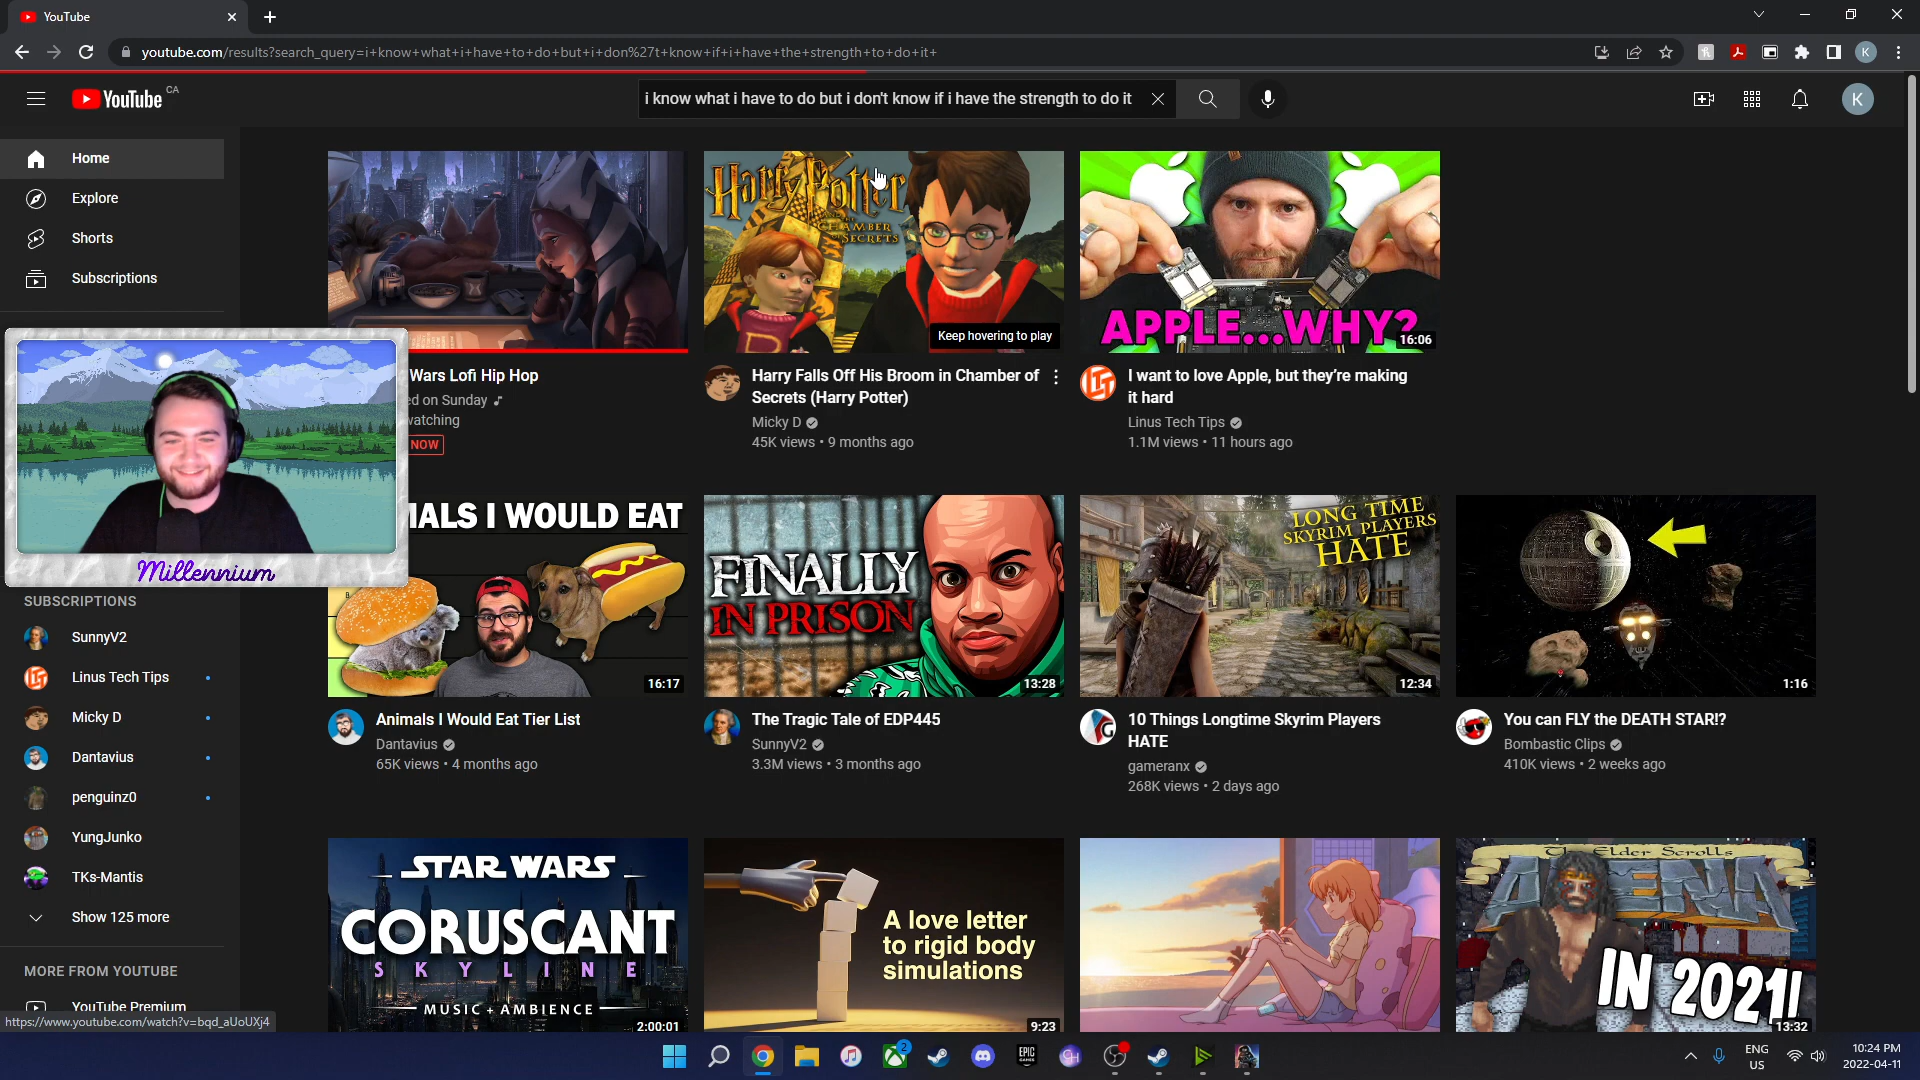 YouTube
youtube.com/results?search_query=i+know+what+i+have+to+do+but+i+don%27t+know+if+i+have+the+strength+to+do+it+
K
YouTube CA
i know what i have to do but i don't know if i have the strength to do it
K
Home
Explore
Shorts
Subscriptions
Millennium
SUBSCRIPTIONS
SunnyV2
Linus Tech Tips
Micky D
Dantavius
penguinz0
YungJunko
TKs-Mantis
Show 125 more
MORE FROM YOUTUBE
YouTube Premium
https://www.youtube.com/watch?v=bqd_aUoUXj4
Wars Lofi Hip Hop
ed on Sunday
watching
NOW
Harry Potter
CHAMBER OF
SECRETS
Keep hovering to play
Harry Falls Off His Broom in Chamber of
Secrets (Harry Potter)
Micky D
45K views • 9 months ago
APPLE...WHY?
16:06
I want to love Apple, but they're making
it hard
Linus Tech Tips
1.1M views • 11 hours ago
MALS I WOULD EAT
16:17
Animals I Would Eat Tier List
Dantavius
65K views • 4 months ago
FINALLY
IN PRISON
13:28
The Tragic Tale of EDP445
SunnyV2
3.3M views • 3 months ago
LONG TIME
SKYRIM PLAYERS
HATE
12:34
10 Things Longtime Skyrim Players
HATE
gameranx
268K views • 2 days ago
1:16
You can FLY the DEATH STAR!?
Bombastic Clips
410K views • 2 weeks ago
STAR WARS
CORUSCANT
SKYLINE
MUSIC + AMBIENCE
2:00:01
A love letter
to rigid body
simulations
9:23
The Elder Scrolls
ARENA
IN 2021!
13:32
2
EPIC
GAMES
CH
ENG
US
10:24 PM
2022-04-11